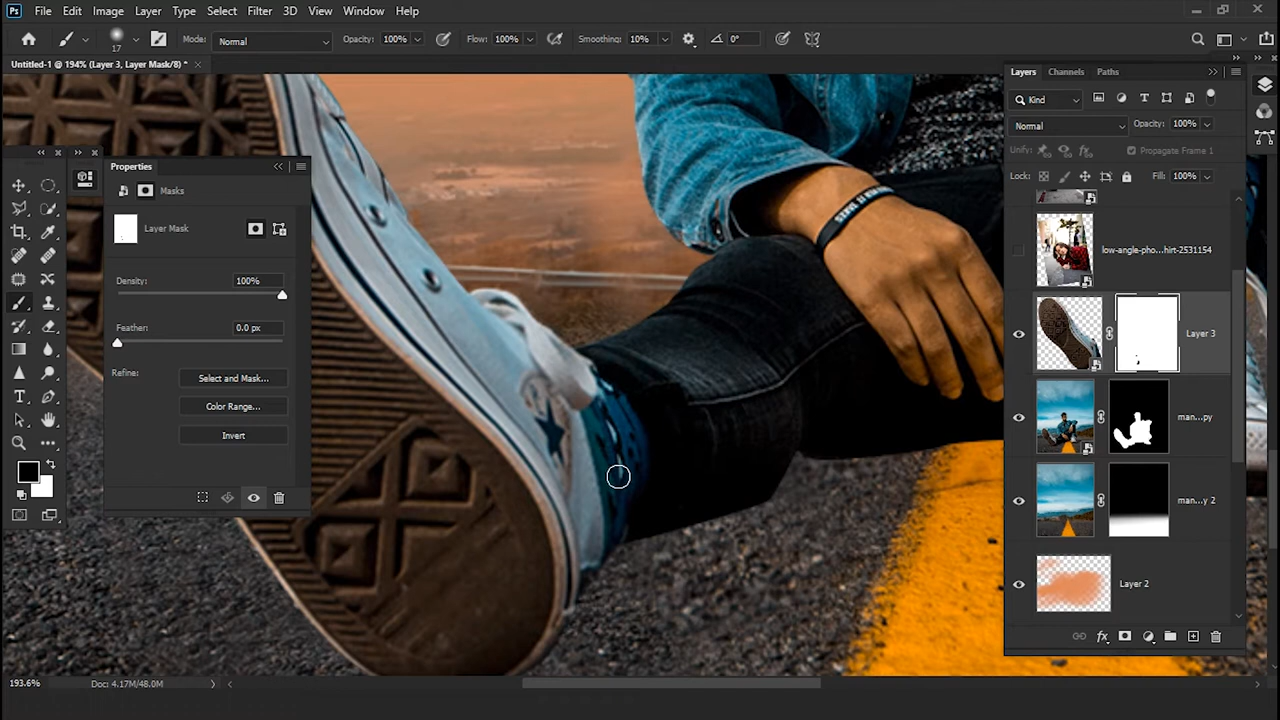 Ps File Edit Image Layer Type Select Filter 3D View Window Help
17 Mode: Normal Opacity: 100% Flow: 100% Smoothing: 10% 0°
Untitled-1 @ 194% (Layer 3, Layer Mask/8) *
Properties
Masks
Layer Mask
Density: 100%
Feather: 0.0 px
Refine: Select and Mask...
Color Range...
Invert
Layers Channels Paths
Kind
Normal Opacity: 100%
Unify: Propagate Frame 1
Lock: Fill: 100%
low-angle-pho...hirt-2531154
Layer 3
man...py
man...y 2
Layer 2
fx
193.6% Doc: 4.17M/48.0M